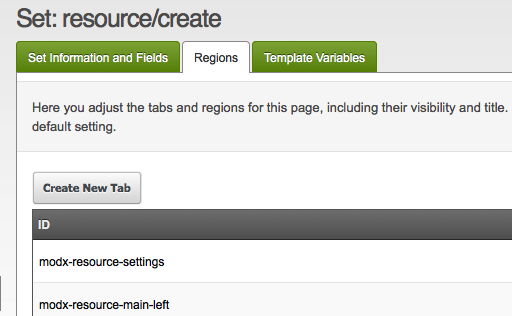 Set: resource/create
Set Information and Fields Regions Template Variables
Here you adjust the tabs and regions for this page, including their visibility and title.
default setting.
Create New Tab
ID
modx-resource-settings
modx-resource-main-left